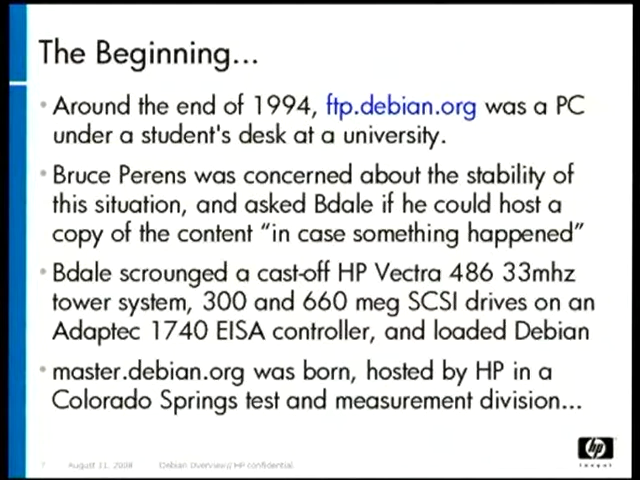 The Beginning...
• Around the end of 1994, ftp.debian.org was a PC
under a student's desk at a university.
• Bruce Perens was concerned about the stability of
this situation, and asked Bdale if he could host a
copy of the content “in case something happened”
• Bdale scrounged a cast-off HP Vectra 486 33mhz
tower system, 300 and 660 meg SCSI drives on an
Adaptec 1740 EISA controller, and loaded Debian
• master.debian.org was born, hosted by HP in a
Colorado Springs test and measurement division...
7 August 11, 2008 Debian Overview/ HP confidential
hp
invent